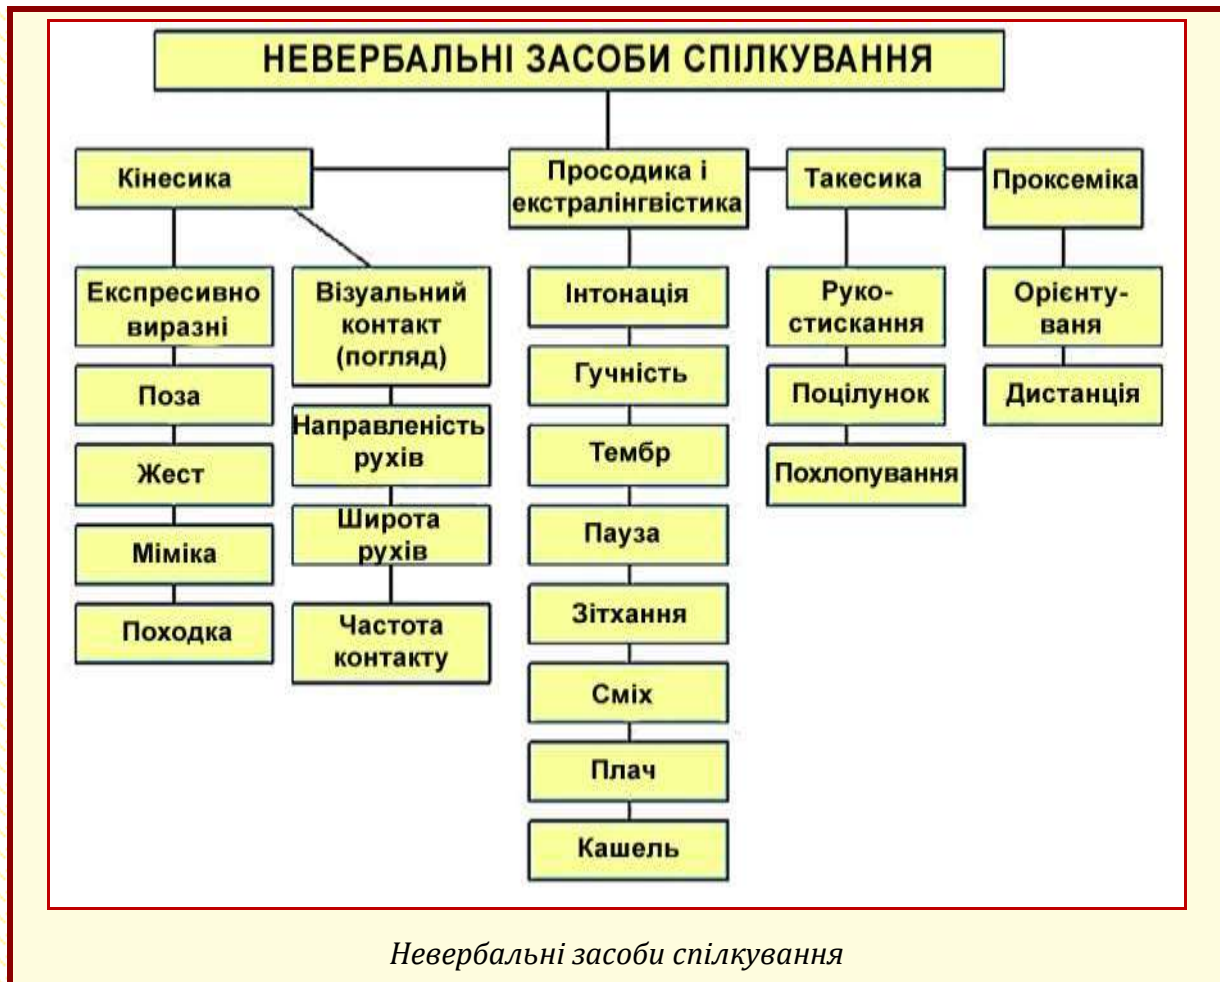 НЕВЕРБАЛЬНІ ЗАСОБИ СПІЛКУВАННЯ
Кінесика
Експресивно
виразні
Поза
Жест
Міміка
Походка
Візуальний
контакт
(погляд)
Направленість
рухів
Широта
рухів
Частота
контакту
Просодика і
екстралінгвістика
Інтонація
Гучність
Тембр
Пауза
Зітхання
Сміх
Плач
Кашель
Такесика
Руко-
стискання
Поцілунок
Похлопування
Проксеміка
Орієнту-
ваня
Дистанція
Невербальні засоби спілкування